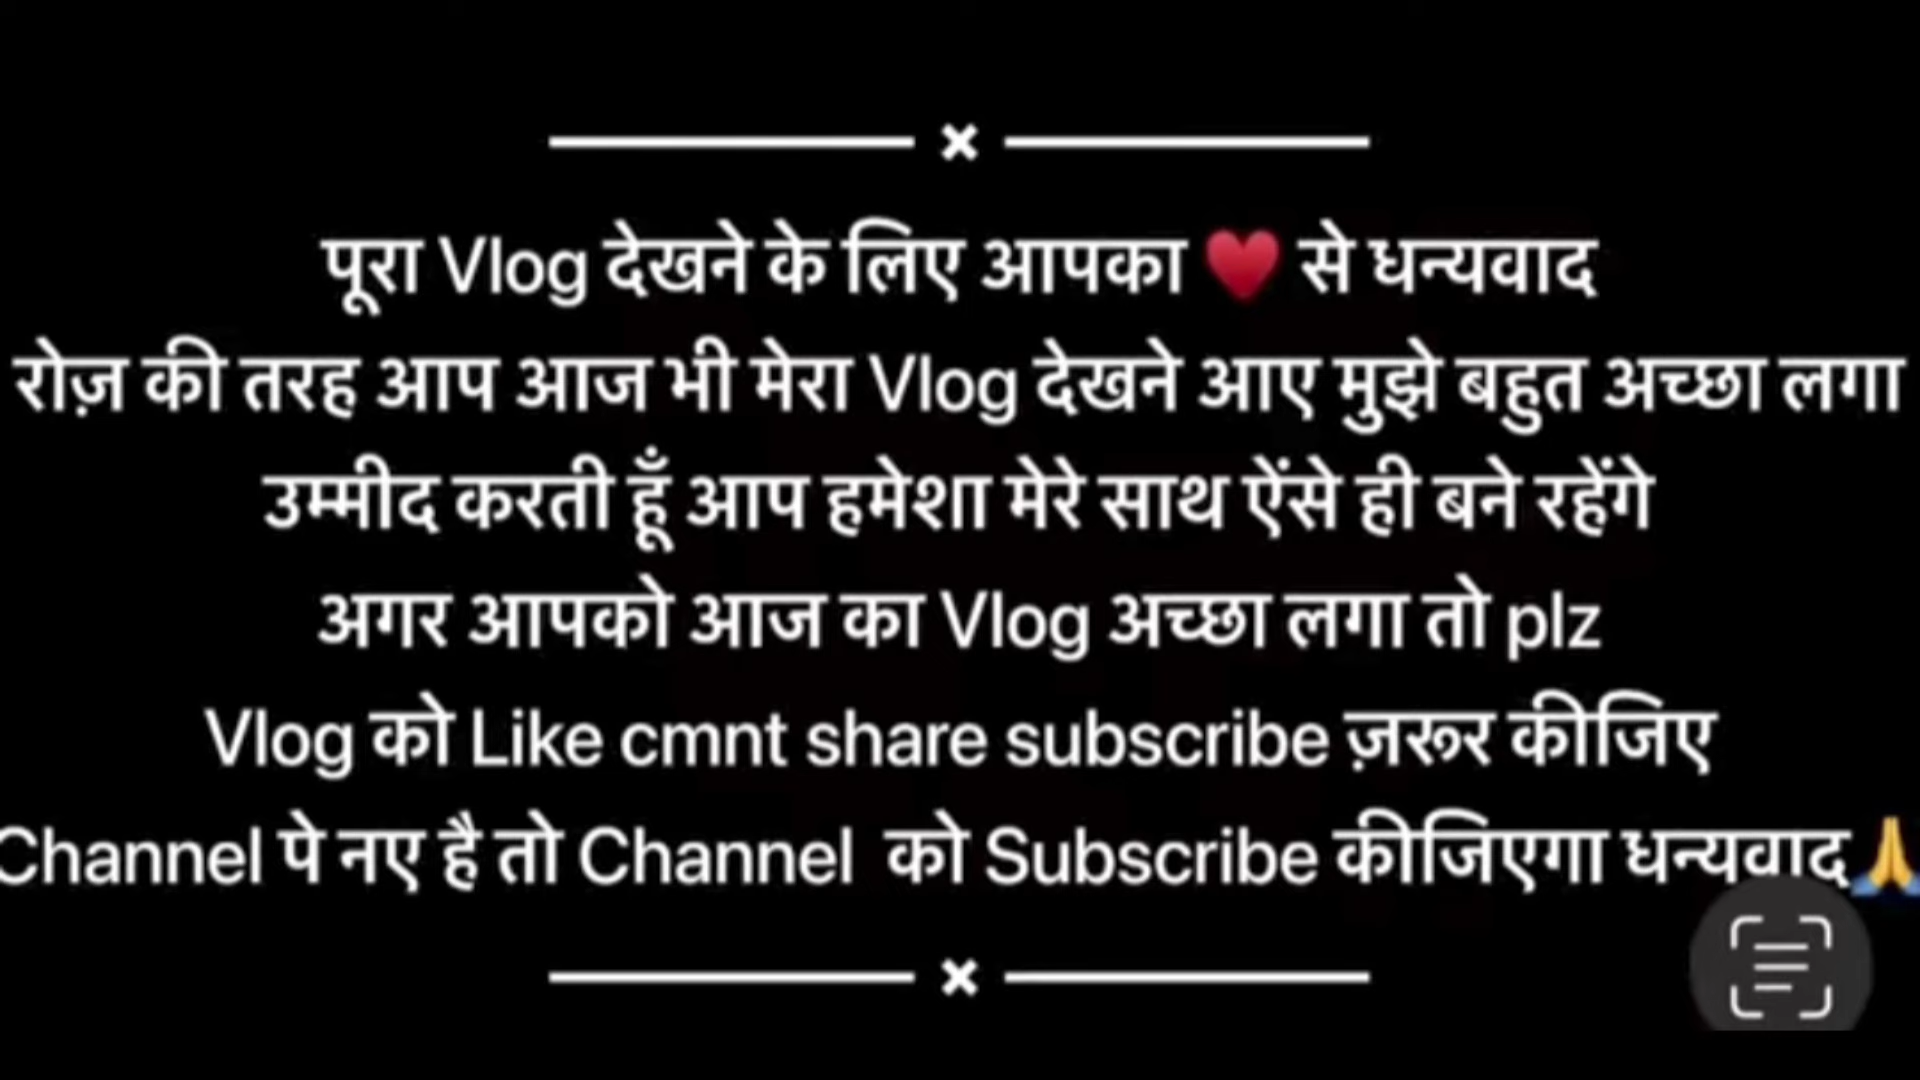 पूरा Vlog देखने के लिए आपका ♥️ से धन्यवाद
रोज़ की तरह आप आज भी मेरा Vlog देखने आए मुझे बहुत अच्छा लगा
उम्मीद करती हूँ आप हमेशा मेरे साथ ऐंसे ही बने रहेंगे
अगर आपको आज का Vlog अच्छा लगा तो plz
Vlog को Like cmnt share subscribe ज़रूर कीजिए
Channel पे नए है तो Channel को Subscribe कीजिएगा धन्यवाद🙏